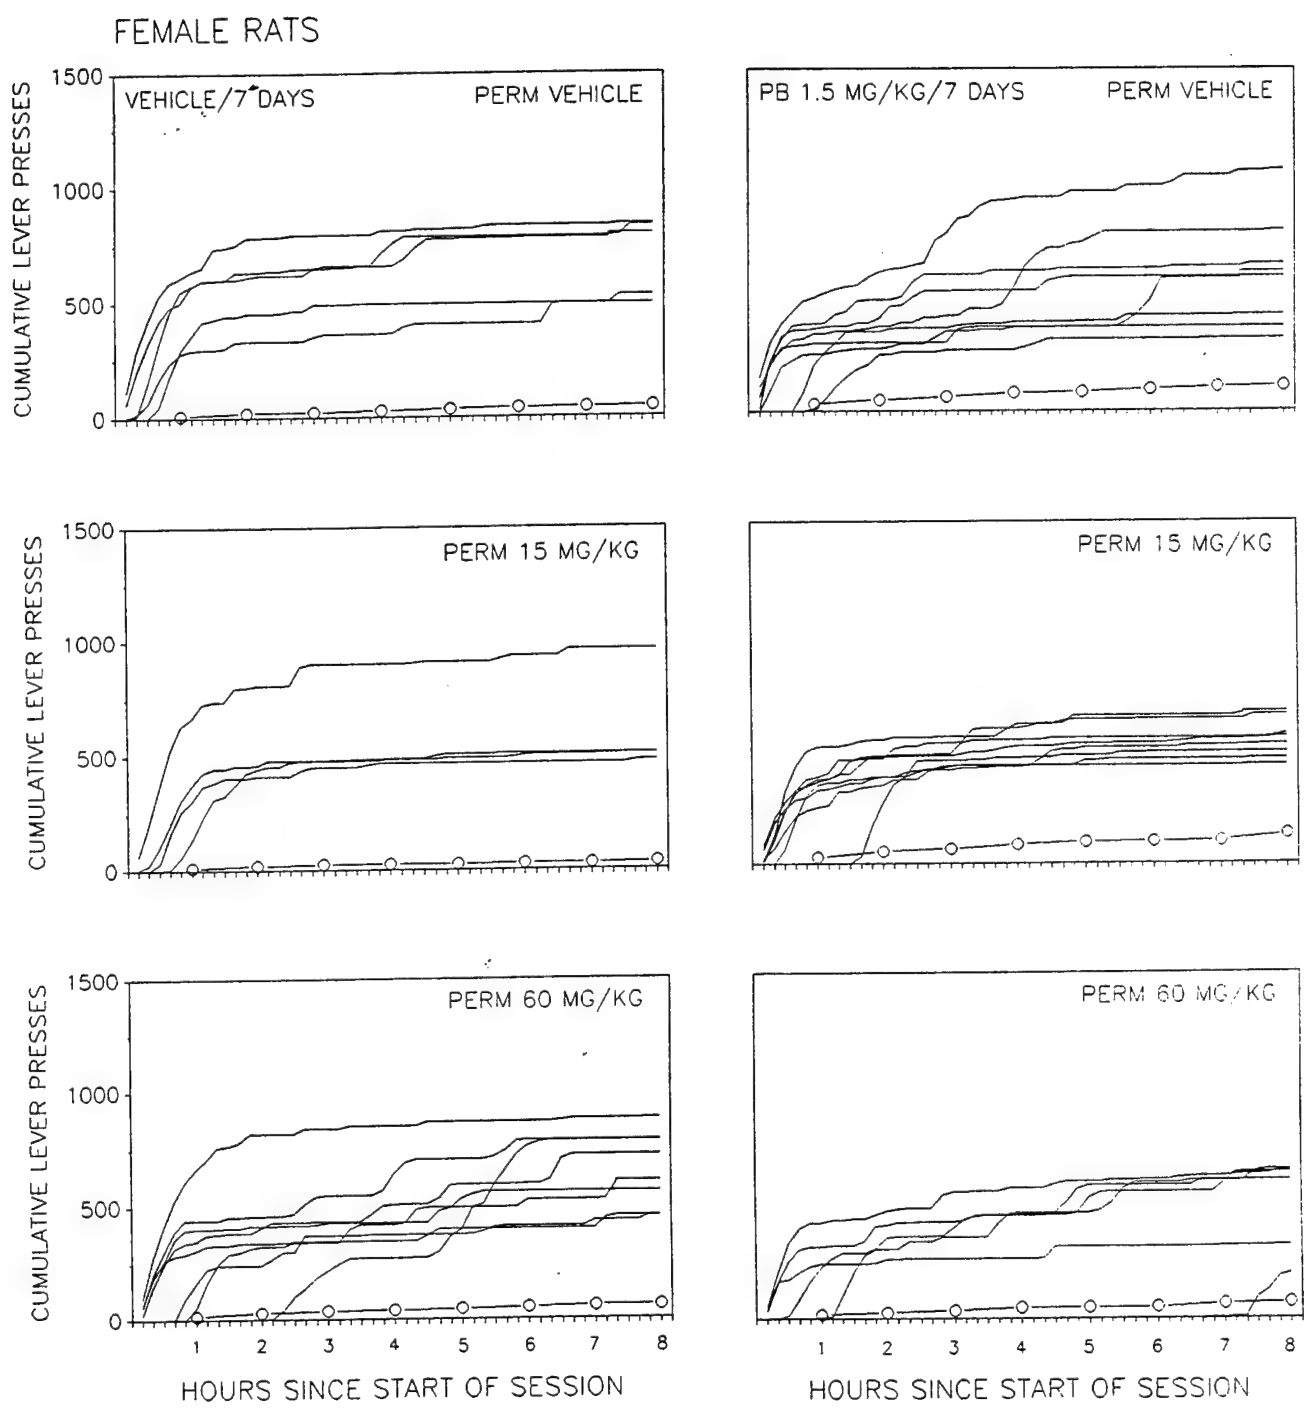 FEMALE RATS
CUMULATIVE LEVER PRESSES
1500
1000
500
0
VEHICLE/7 DAYS PERM VEHICLE
PB 1.5 MG/KG/7 DAYS PERM VEHICLE
CUMULATIVE LEVER PRESSES
1500
1000
500
0
PERM 15 MG/KG
PERM 15 MG/KG
CUMULATIVE LEVER PRESSES
1500
1000
500
0
PERM 60 MG/KG
PERM 60 MG/KG
1 2 3 4 5 6 7 8
1 2 3 4 5 6 7 8
HOURS SINCE START OF SESSION
HOURS SINCE START OF SESSION